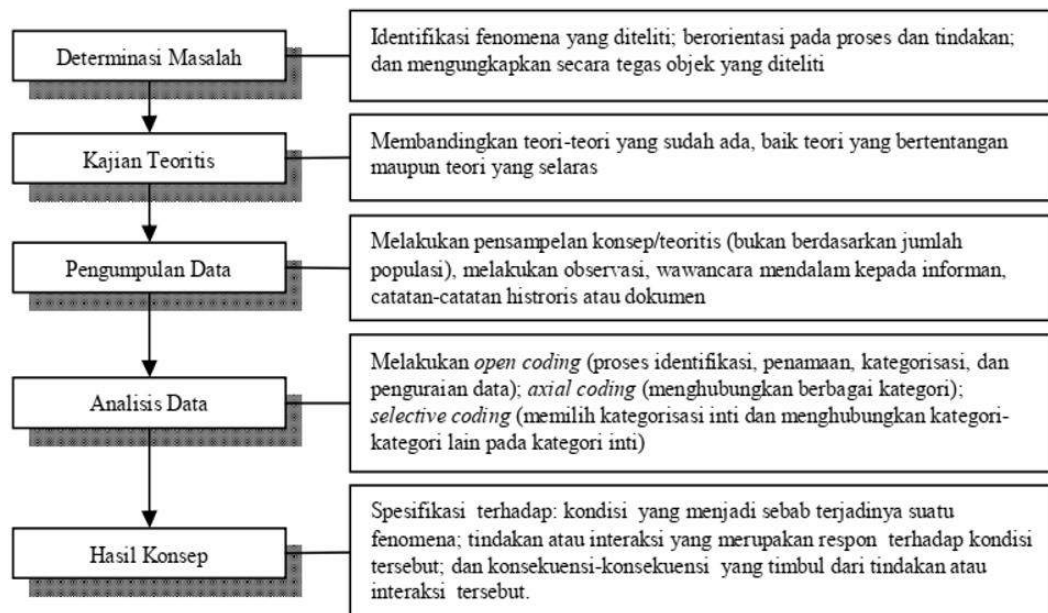 Determinasi Masalah
Identifikasi fenomena yang diteliti; berorientasi pada proses dan tindakan;
dan mengungkapkan secara tegas objek yang diteliti
Kajian Teoritis
Membandingkan teori-teori yang sudah ada, baik teori yang bertentangan
maupun teori yang selaras
Pengumpulan Data
Melakukan pensampelan konsep/teoritis (bukan berdasarkan jumlah
populasi), melakukan observasi, wawancara mendalam kepada informan,
catatan-catatan histroris atau dokumen
Analisis Data
Melakukan open coding (proses identifikasi, penamaan, kategorisasi, dan
penguraian data); axial coding (menghubungkan berbagai kategori);
selective coding (memilih kategorisasi inti dan menghubungkan kategori-
kategori lain pada kategori inti)
Hasil Konsep
Spesifikasi terhadap: kondisi yang menjadi sebab terjadinya suatu
fenomena; tindakan atau interaksi yang merupakan respon terhadap kondisi
tersebut; dan konsekuensi-konsekuensi yang timbul dari tindakan atau
interaksi tersebut.